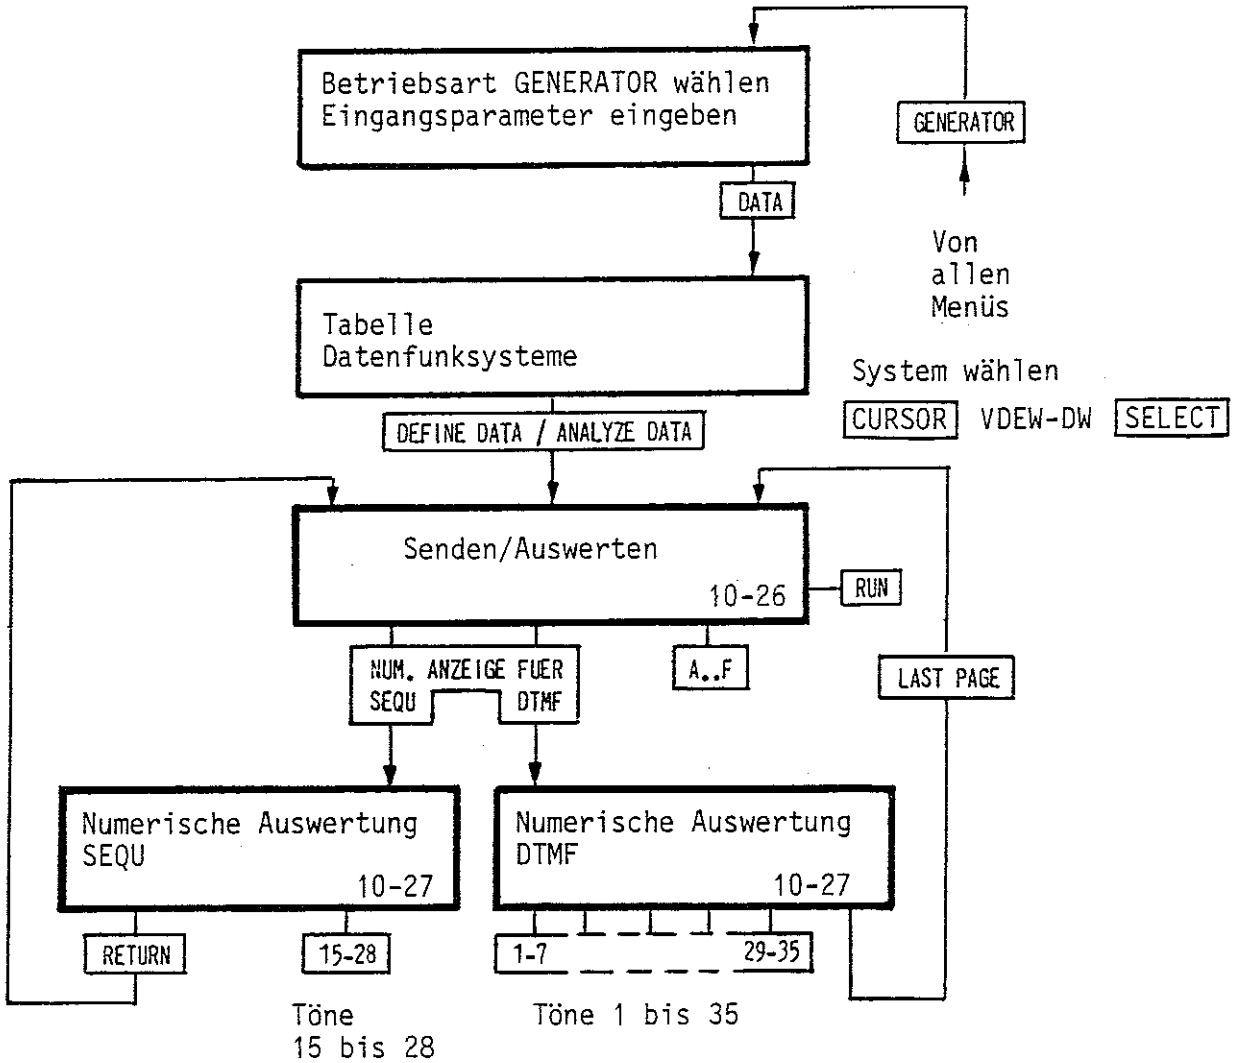 Betriebsart GENERATOR wählen
Eingangsparameter eingeben
GENERATOR
DATA
Von
allen
Menüs
Tabelle
Datenfunksysteme
System wählen
CURSOR VDEW-DW SELECT
DEFINE DATA / ANALYZE DATA
Senden/Auswerten
10-26
RUN
NUM. ANZEIGE FUER
SEQU DTMF
A..F
LAST PAGE
Numerische Auswertung
SEQU
10-27
Numerische Auswertung
DTMF
10-27
RETURN
15-28
1-7
29-35
Töne
15 bis 28
Töne 1 bis 35